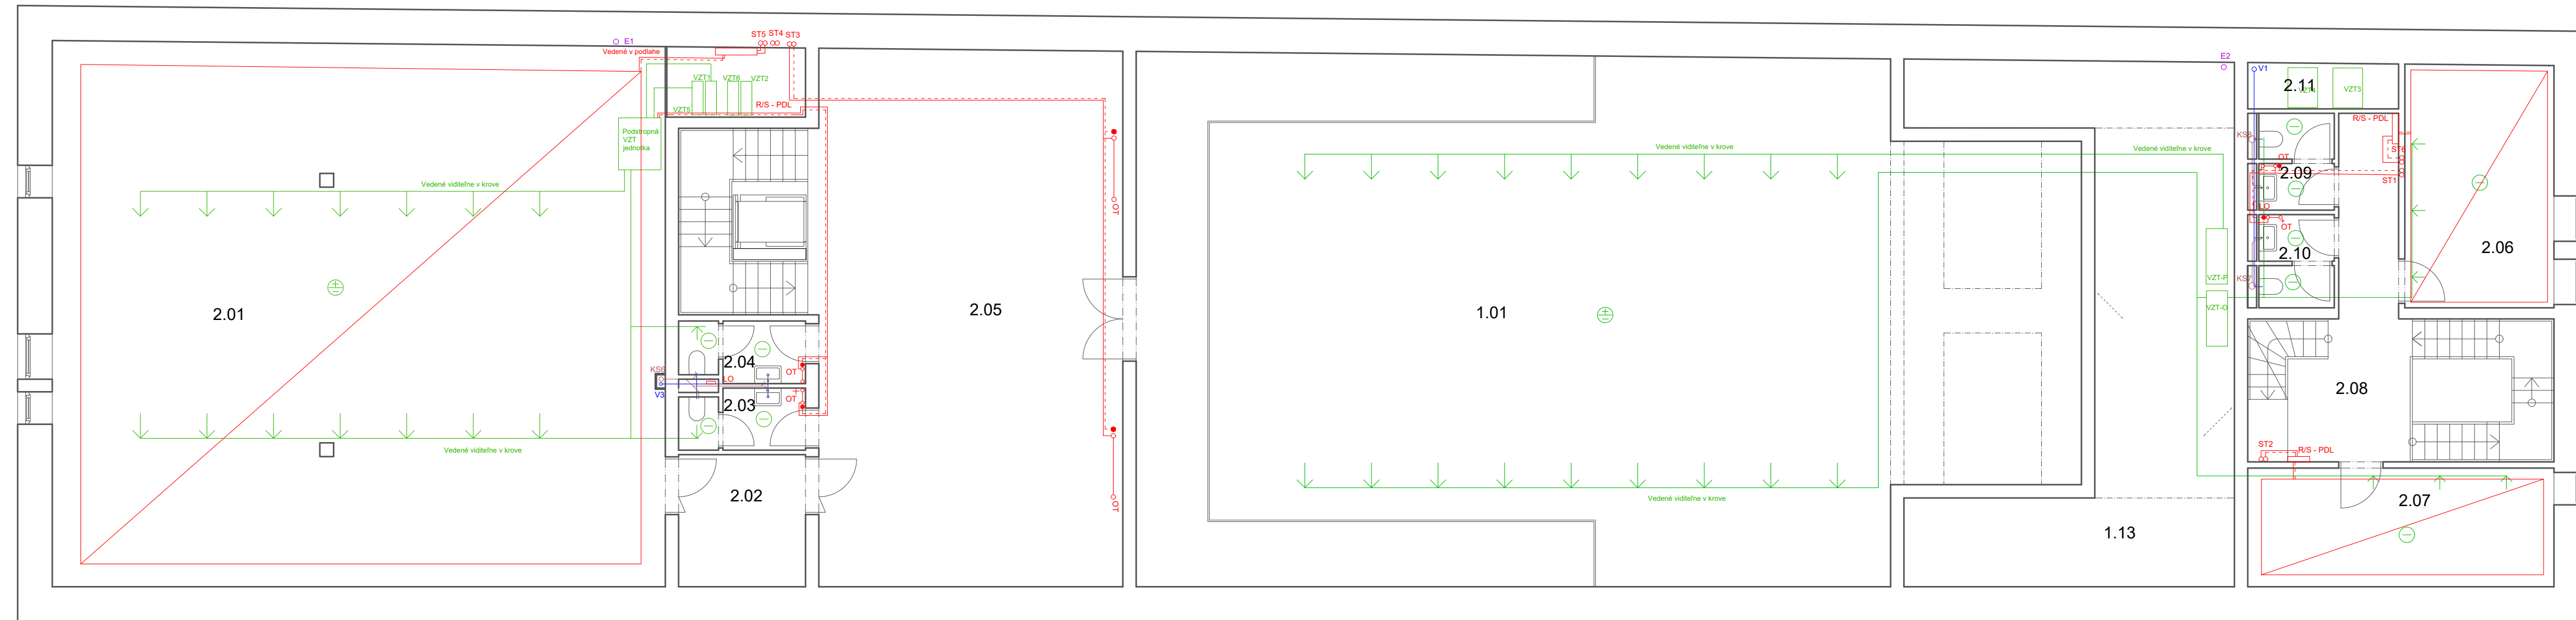 E1
Vedené v podlahe
ST5
ST4
ST3
VZT1
VZT6
VZT2
VZT5
R/S - PDL
Podstropná
VZT
jednotka
Vedené viditeľne v krove
2.01
Vedené viditeľne v krove
KS6
V3
LO
2.04
2.03
OT
OT
2.02
2.05
OT
OT
Vedené viditeľne v krove
1.01
Vedené viditeľne v krove
Vedené viditeľne v krove
E2
V1
2.11
VZT4
VZT3
R/S - PDL
KS8
OT
2.09
ST6
ST1
LO
OT
2.10
KS7
VZT-P
VZT-O
2.06
2.08
ST2
R/S - PDL
2.07
1.13